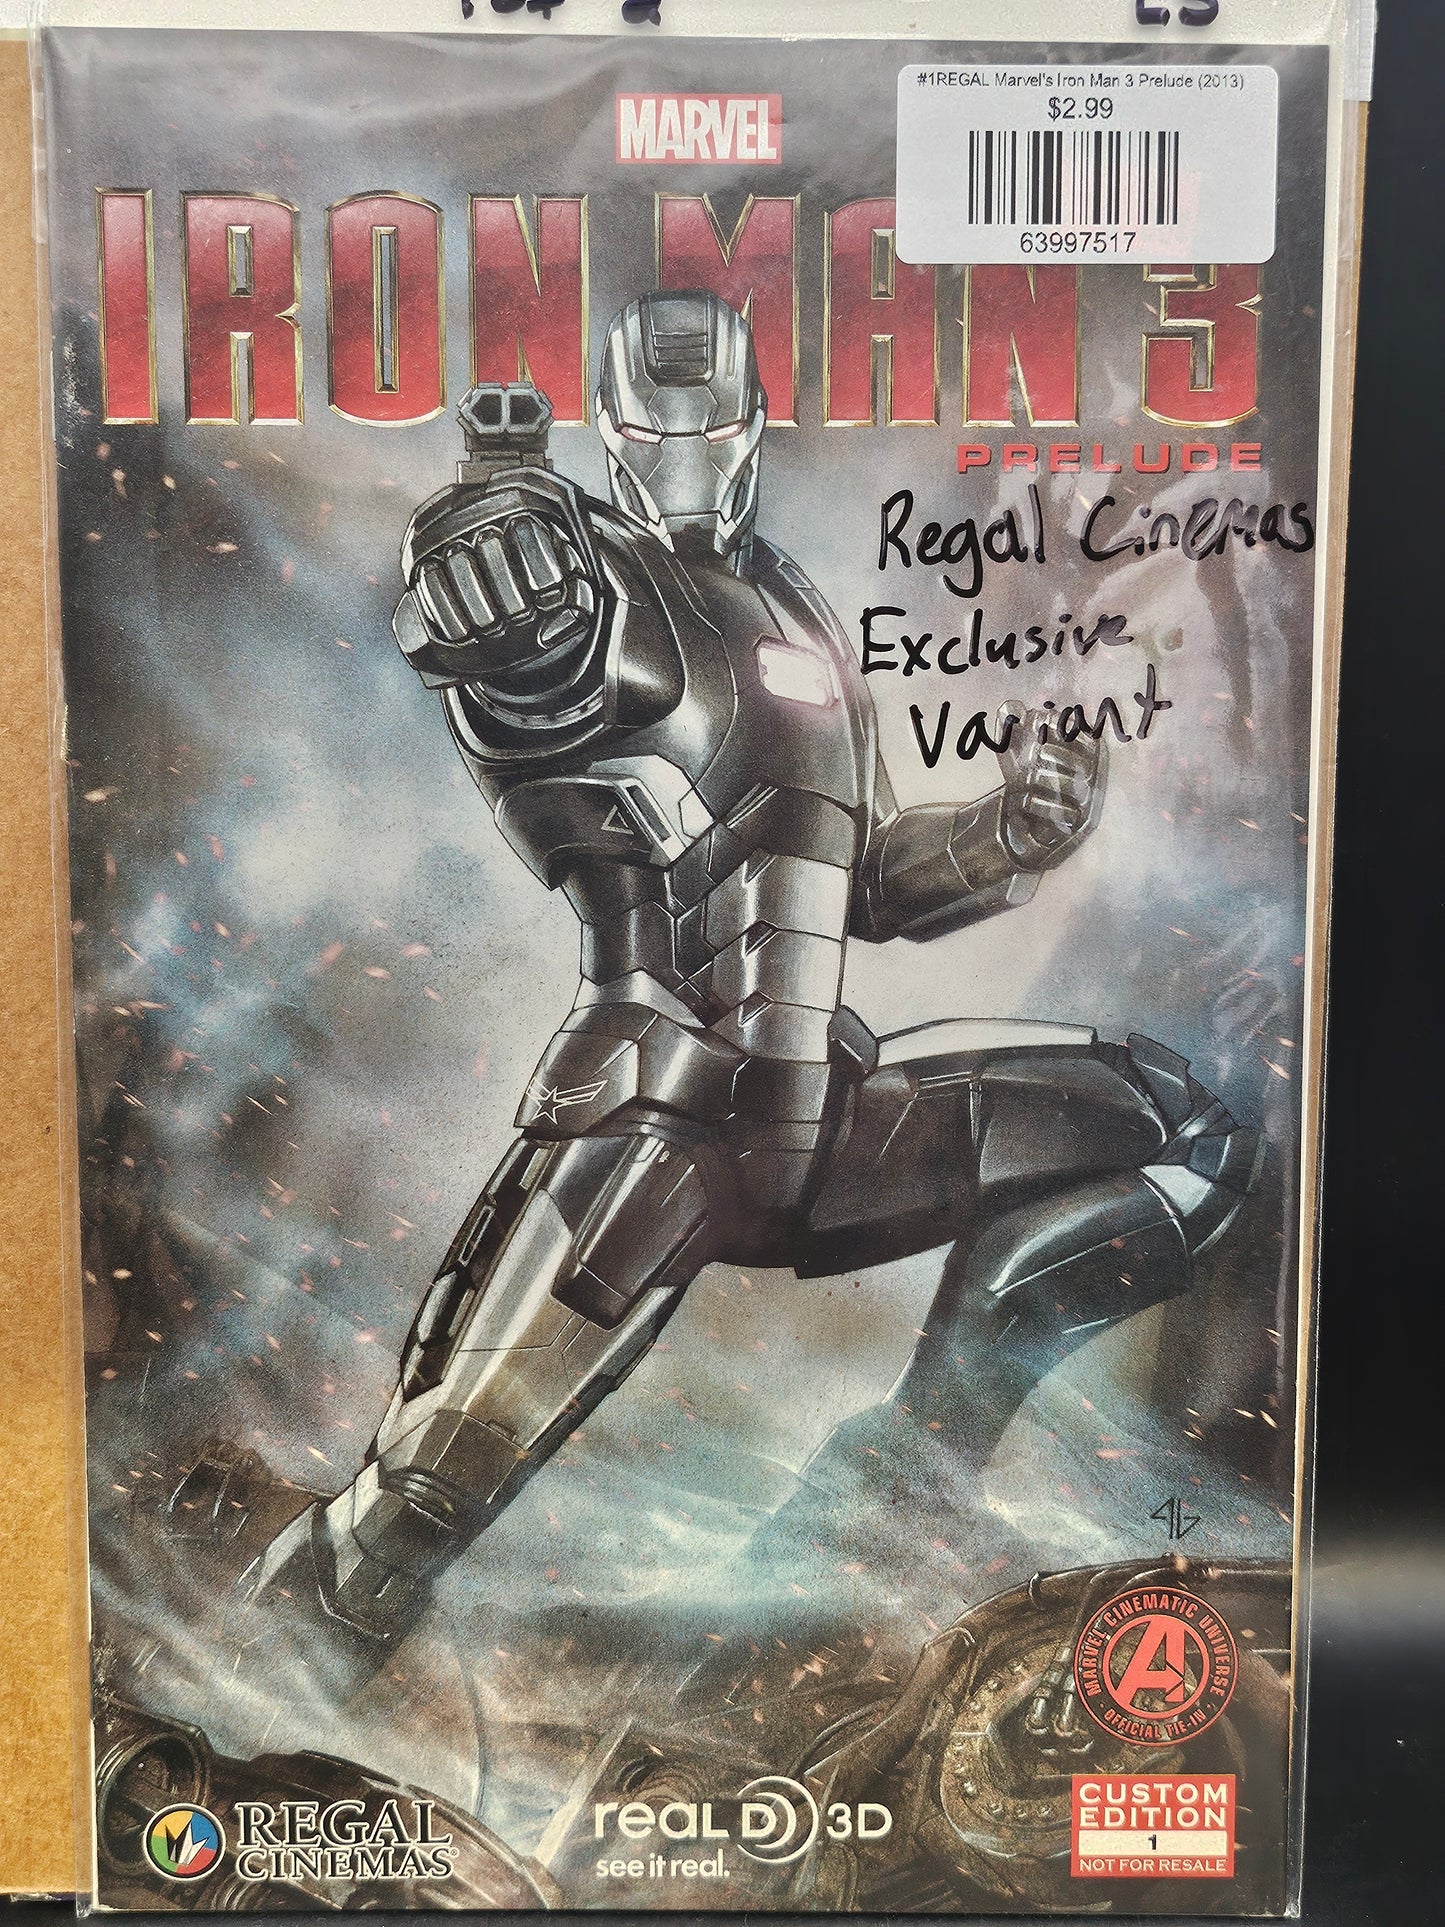 #1REGAL Marvel's Iron Man 3 Prelude (2013)
$2.99
63997517
MARVEL
IRON MAN 3
PRELUDE
Regal Cinemas
Exclusive
Variant
MARVEL CINEMATIC UNIVERSE
OFFICIAL TIE-IN
REGAL
CINEMAS
REAL D 3D
see it real.
CUSTOM
EDITION
1
NOT FOR RESALE